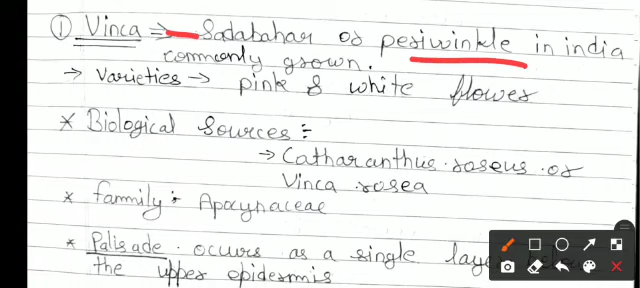 ① Vinca ⇒ Sadabahar or periwinkle in india
commonly grown.
→ Varieties → pink & white flower
* Biological Sources :-
→ Catharanthus roseus or
Vinca rosea
* Family :- Apocynaceae
* Palisade occurs as a single layer
the upper epidermis